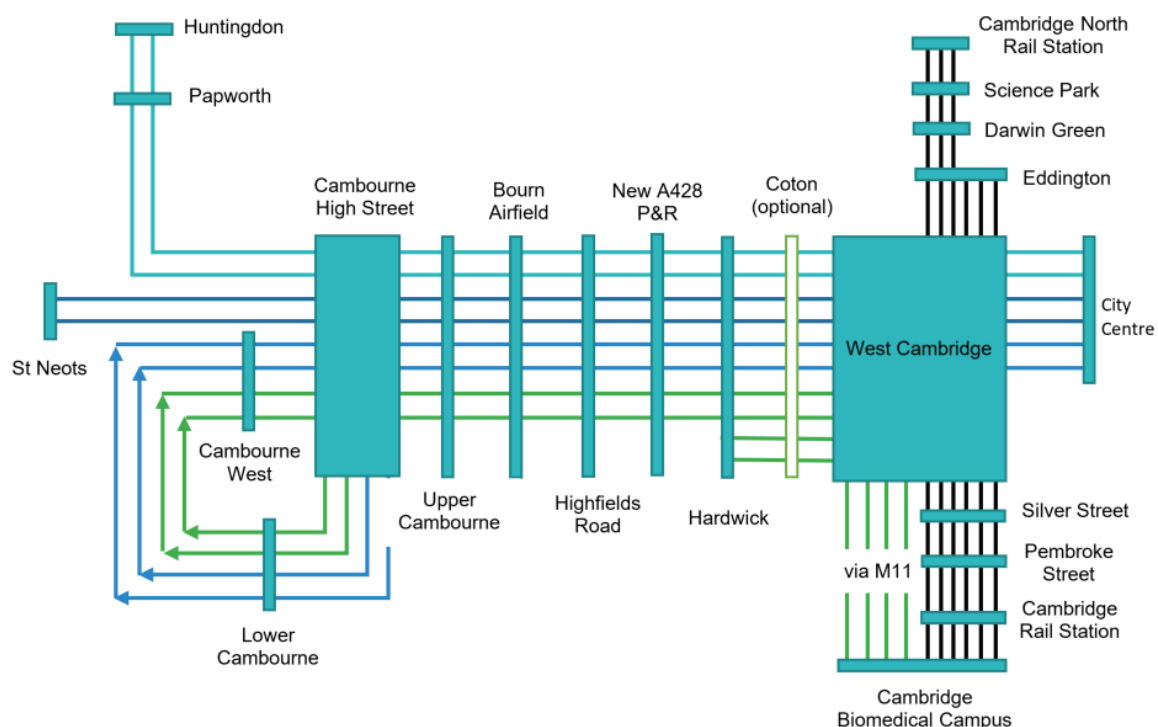 Huntingdon
Papworth
Cambridge North
Rail Station
Science Park
Darwin Green
Eddington
Cambourne
High Street
Bourn
Airfield
New A428
P&R
Coton
(optional)
St Neots
West Cambridge
City
Centre
Cambourne
West
Upper
Cambourne
Highfields
Road
Hardwick
Silver Street
via M11
Pembroke
Street
Lower
Cambourne
Cambridge
Rail Station
Cambridge
Biomedical Campus